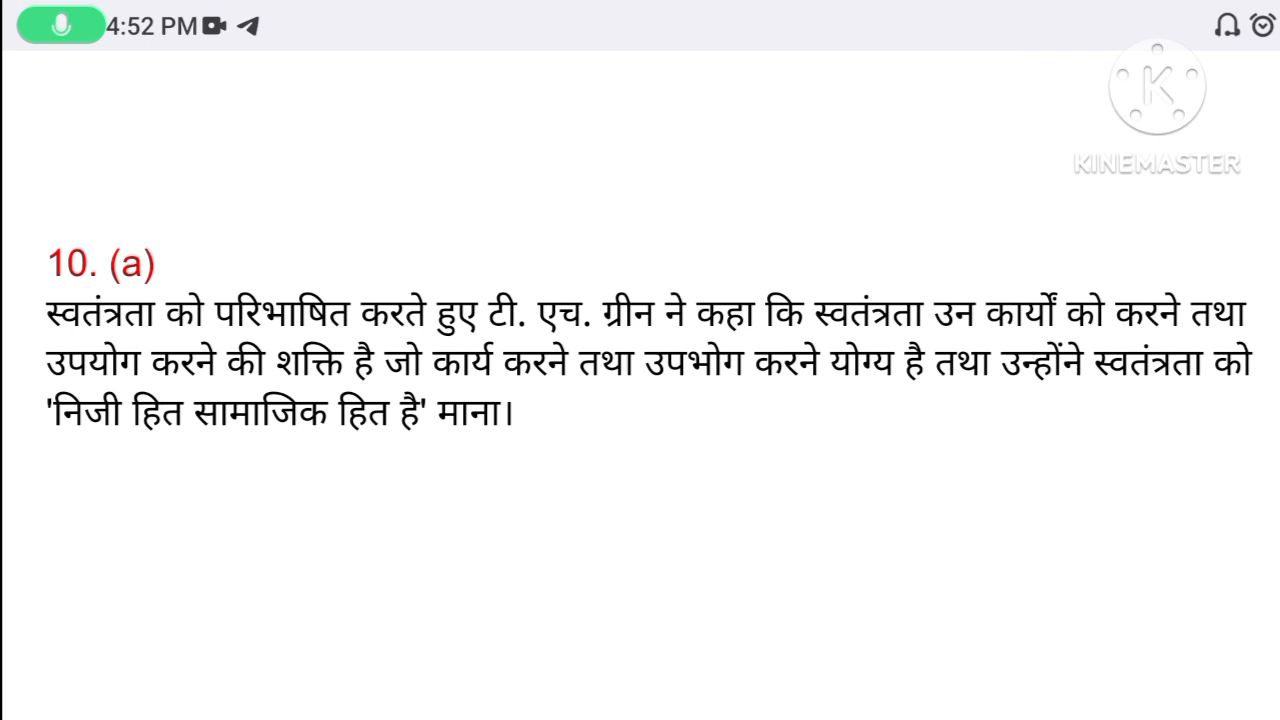 4:52 PM
KINEMASTER
10. (a)
स्वतंत्रता को परिभाषित करते हुए टी. एच. ग्रीन ने कहा कि स्वतंत्रता उन कार्यों को करने तथा
उपयोग करने की शक्ति है जो कार्य करने तथा उपभोग करने योग्य है तथा उन्होंने स्वतंत्रता को
'निजी हित सामाजिक हित है' माना।